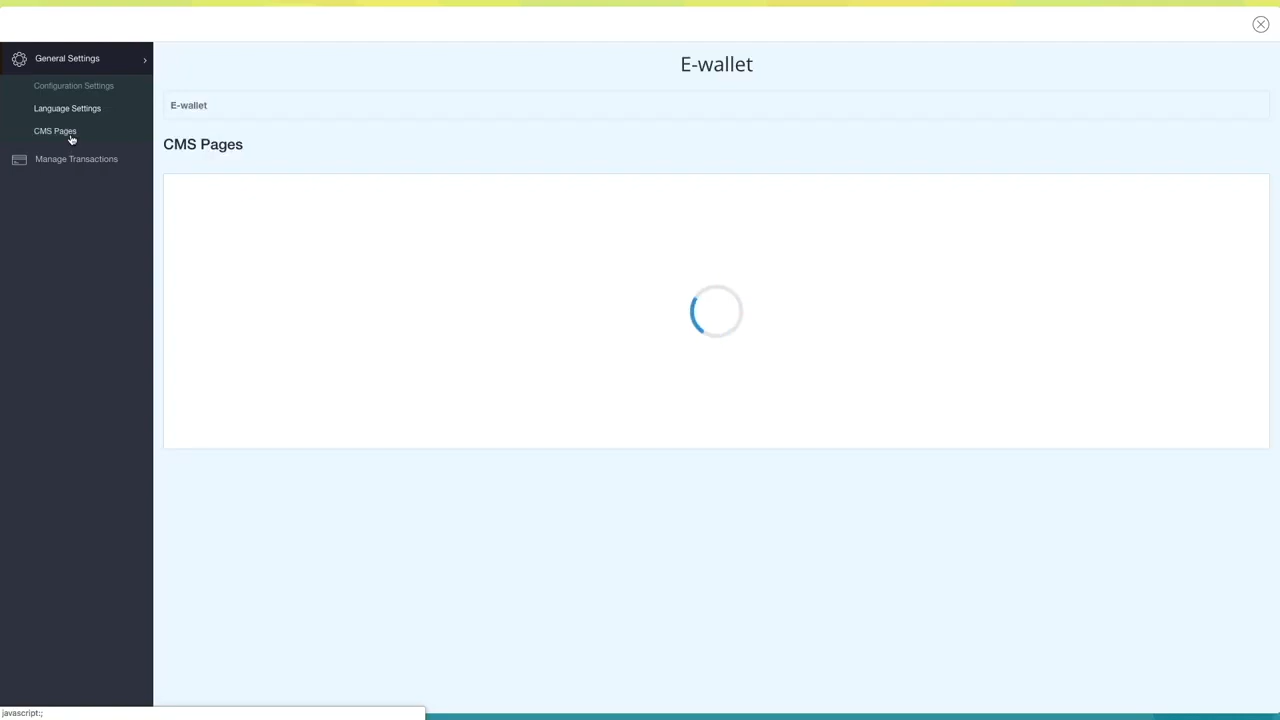 General Settings
Configuration Settings
Language Settings
CMS Pages
Manage Transactions
E-wallet
E-wallet
CMS Pages
javascript:;